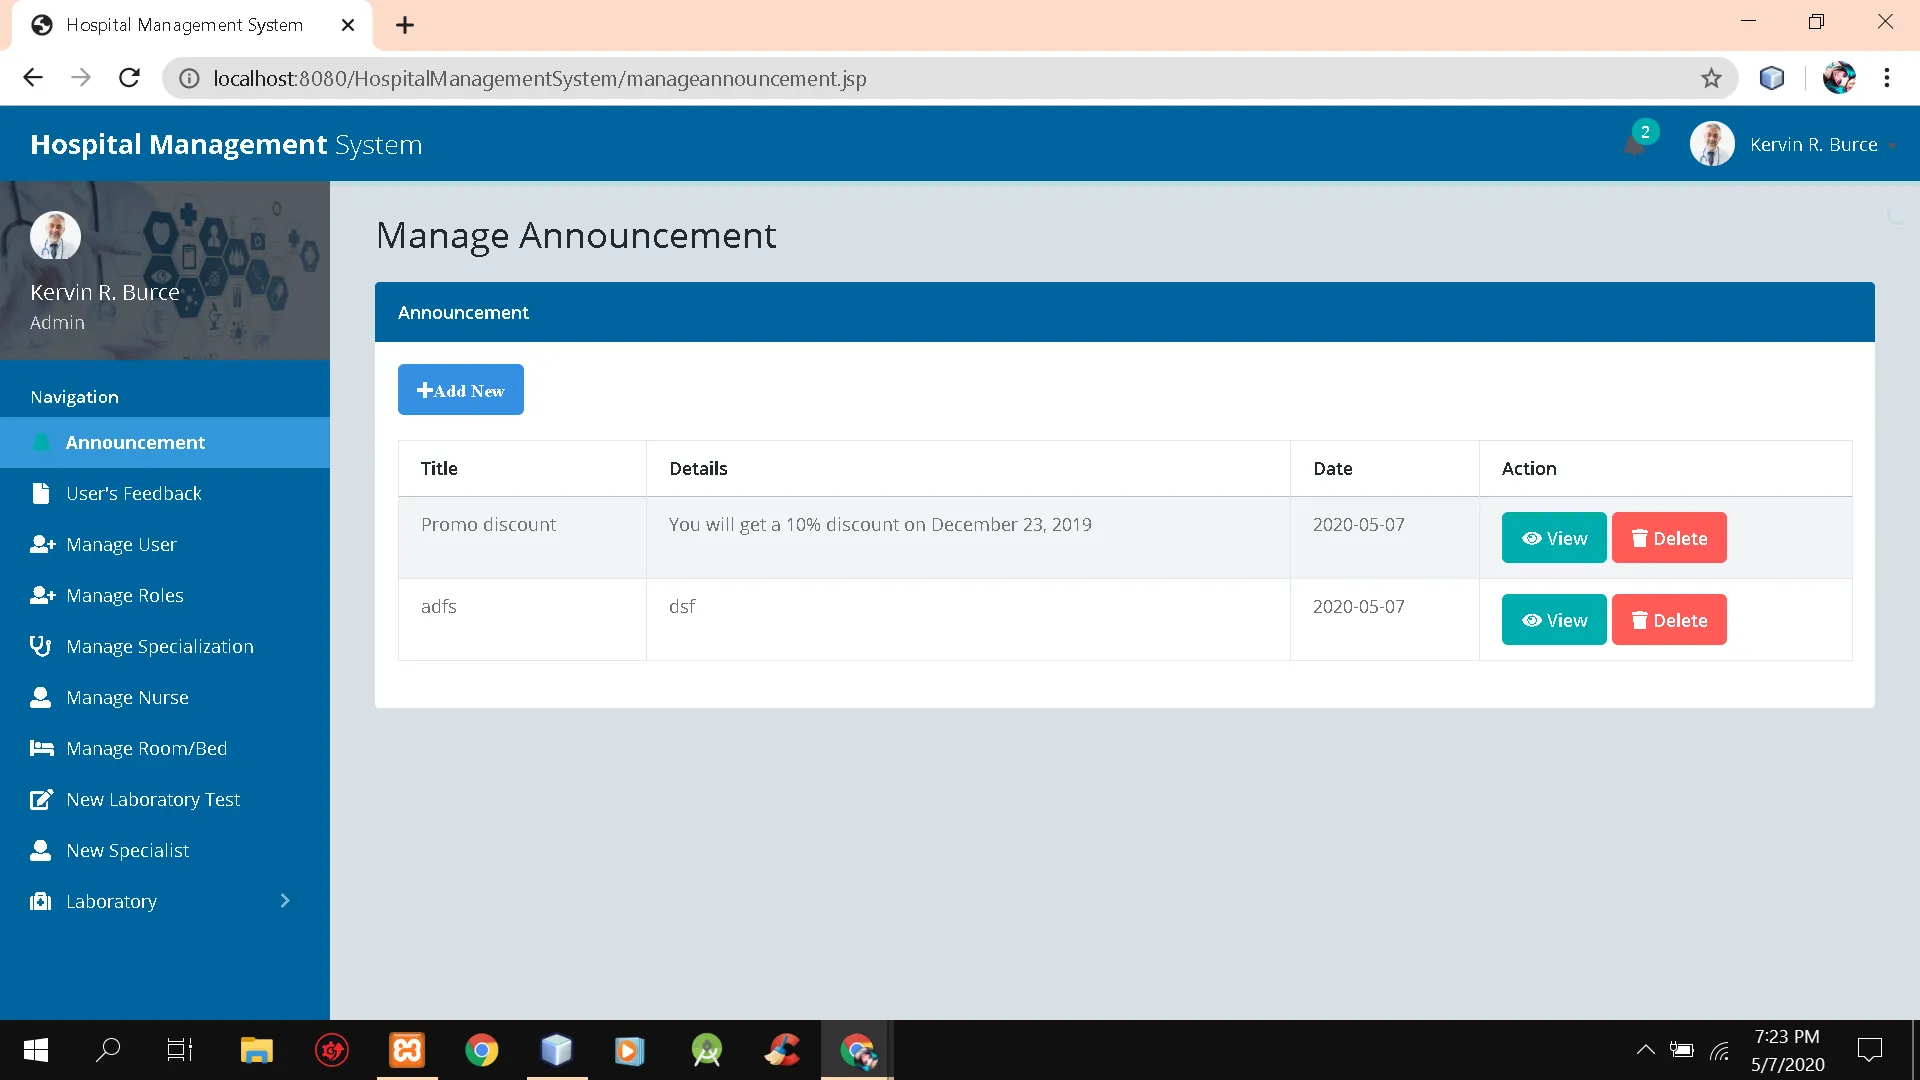 Hospital Management System
localhost:8080/HospitalManagementSystem/manageannouncement.jsp
Hospital Management System
2
Kervin R. Burce
Kervin R. Burce
Admin
Navigation
Announcement
User's Feedback
Manage User
Manage Roles
Manage Specialization
Manage Nurse
Manage Room/Bed
New Laboratory Test
New Specialist
Laboratory
Manage Announcement
Announcement
Add New
Title Details Date Action
Promo discount You will get a 10% discount on December 23, 2019 2020-05-07 View Delete
adfs dsf 2020-05-07 View Delete
7:23 PM
5/7/2020